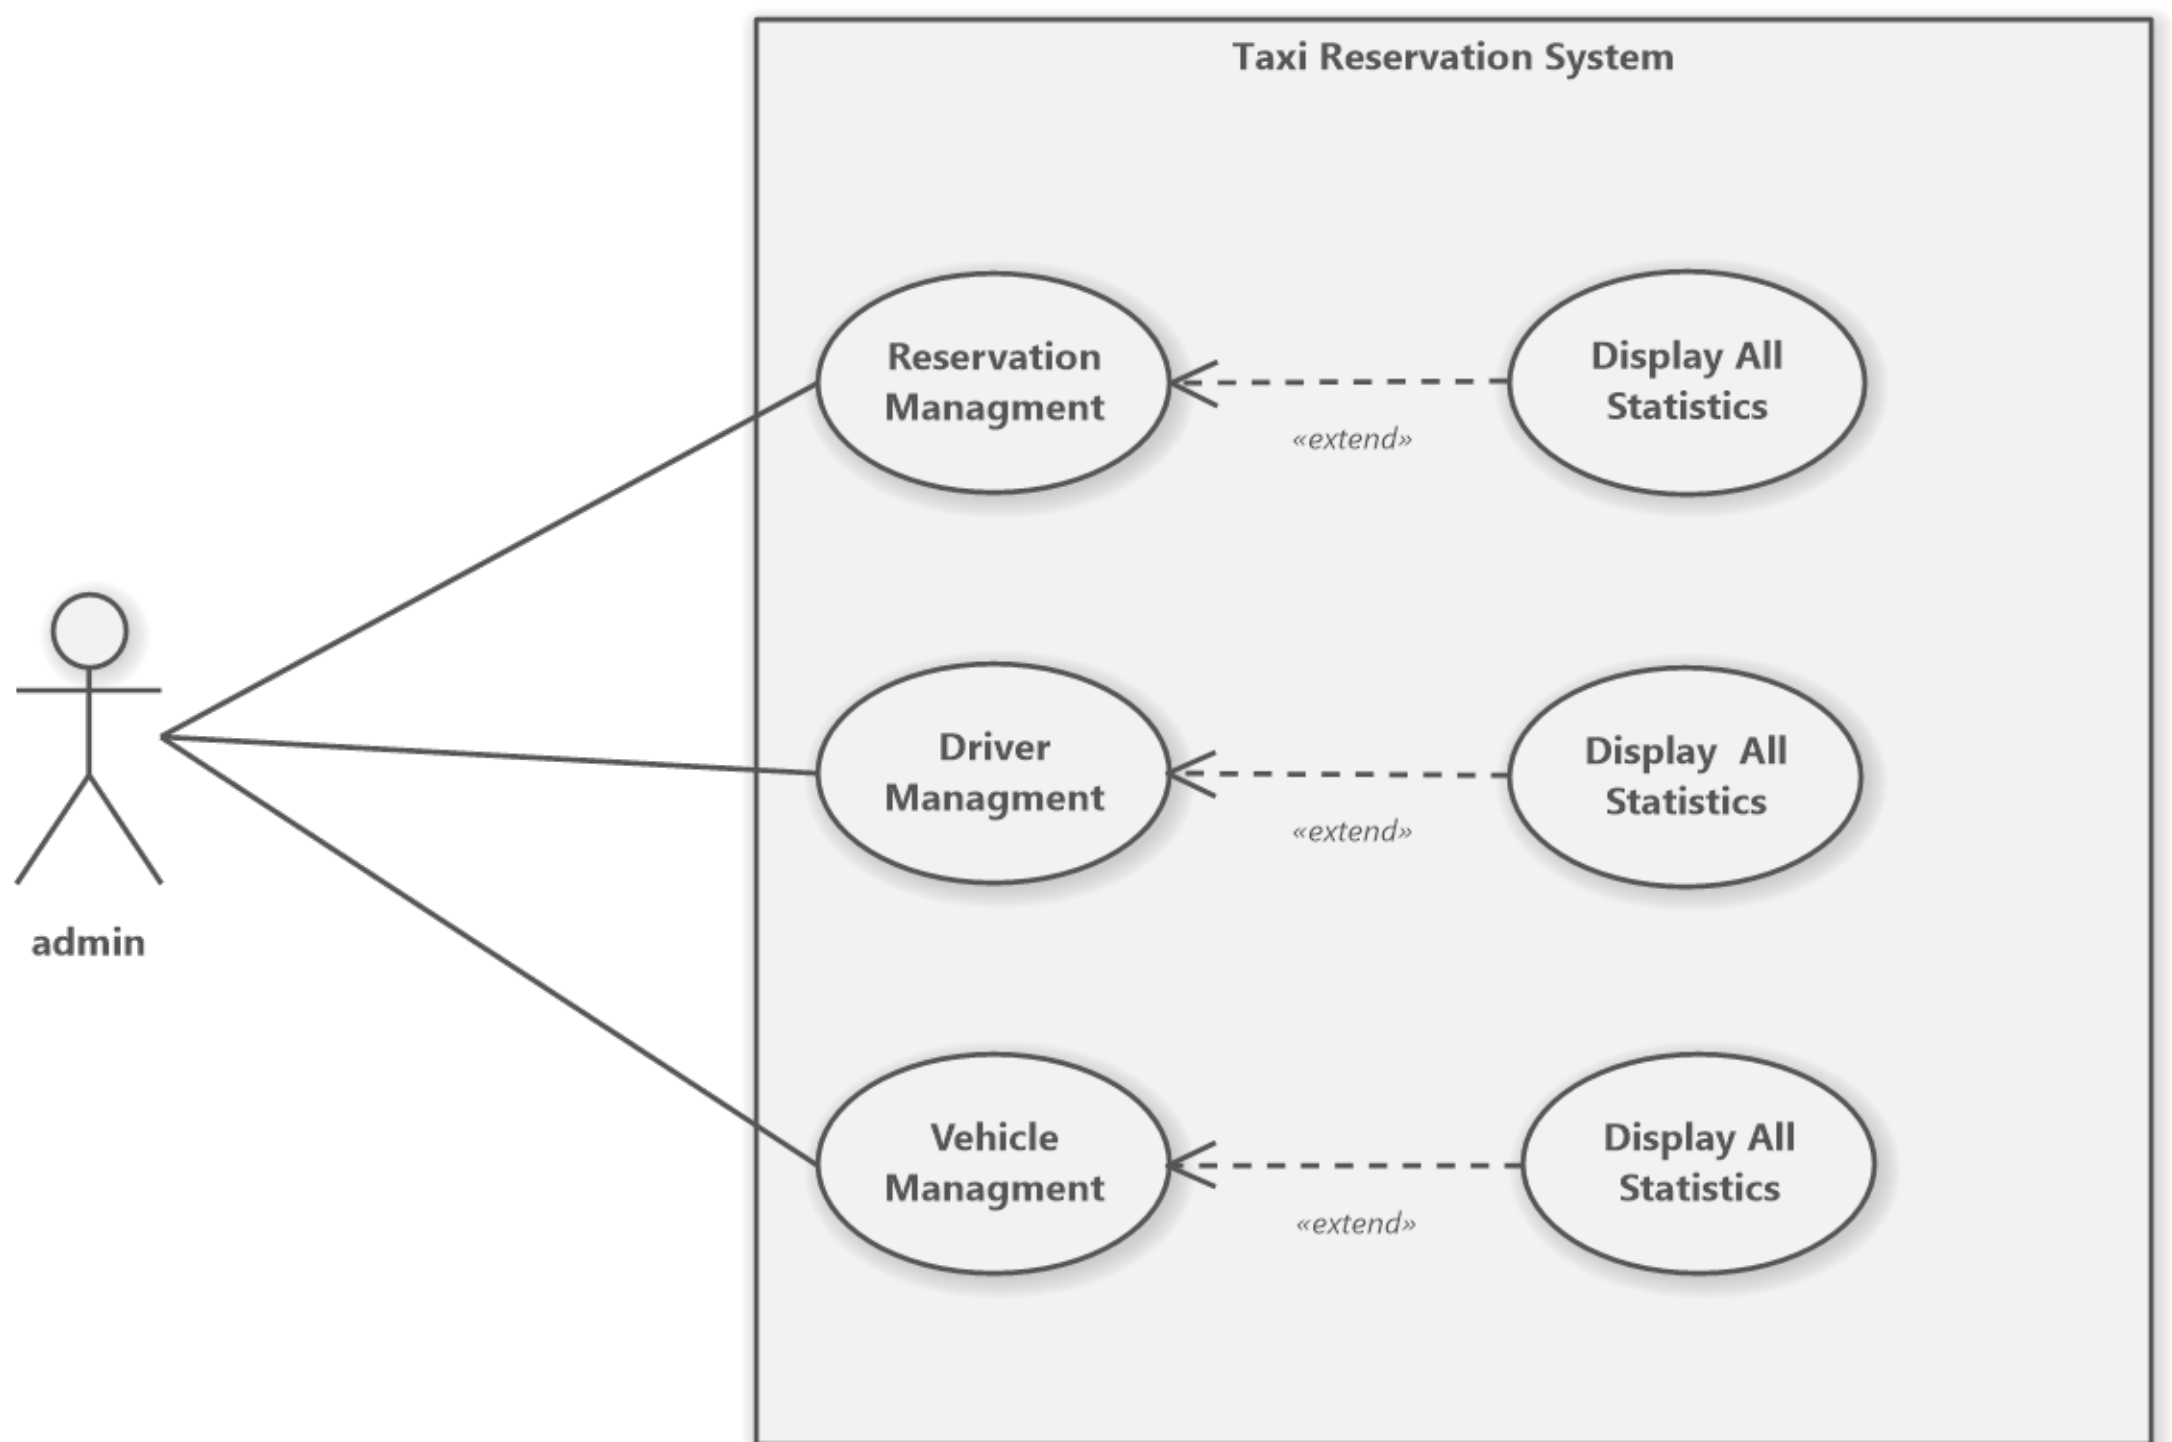 Taxi Reservation System
Reservation
Managment
«extend»
Display All
Statistics
Driver
Managment
«extend»
Display  All
Statistics
admin
Vehicle
Managment
«extend»
Display All
Statistics